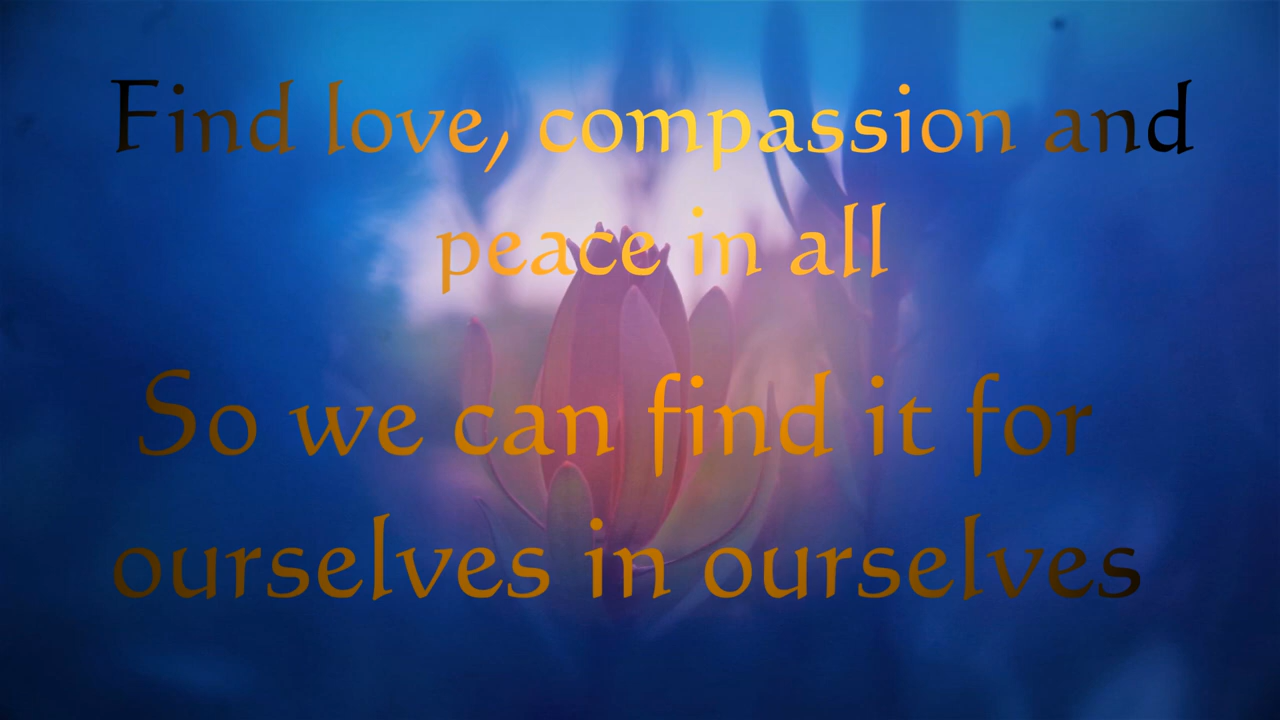 Find love, compassion and
peace in all
So we can find it for
ourselves in ourselves